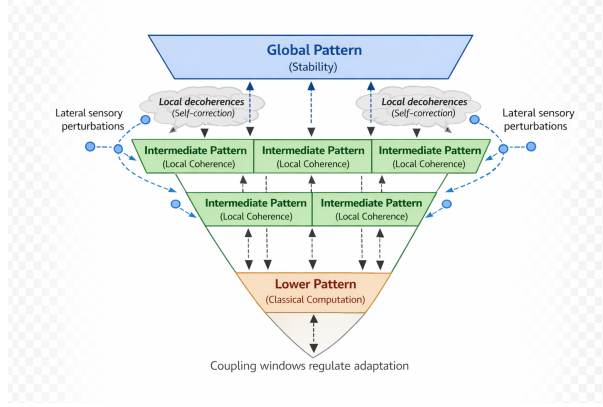 Global Pattern
(Stability)
Local decoherences
(Self-correction)
Local decoherences
(Self-correction)
Lateral sensory
perturbations
Lateral sensory
perturbations
Intermediate Pattern
(Local Coherence)
Intermediate Pattern
(Local Coherence)
Intermediate Pattern
(Local Coherence)
Intermediate Pattern
(Local Coherence)
Intermediate Pattern
(Local Coherence)
Lower Pattern
(Classical Computation)
Coupling windows regulate adaptation